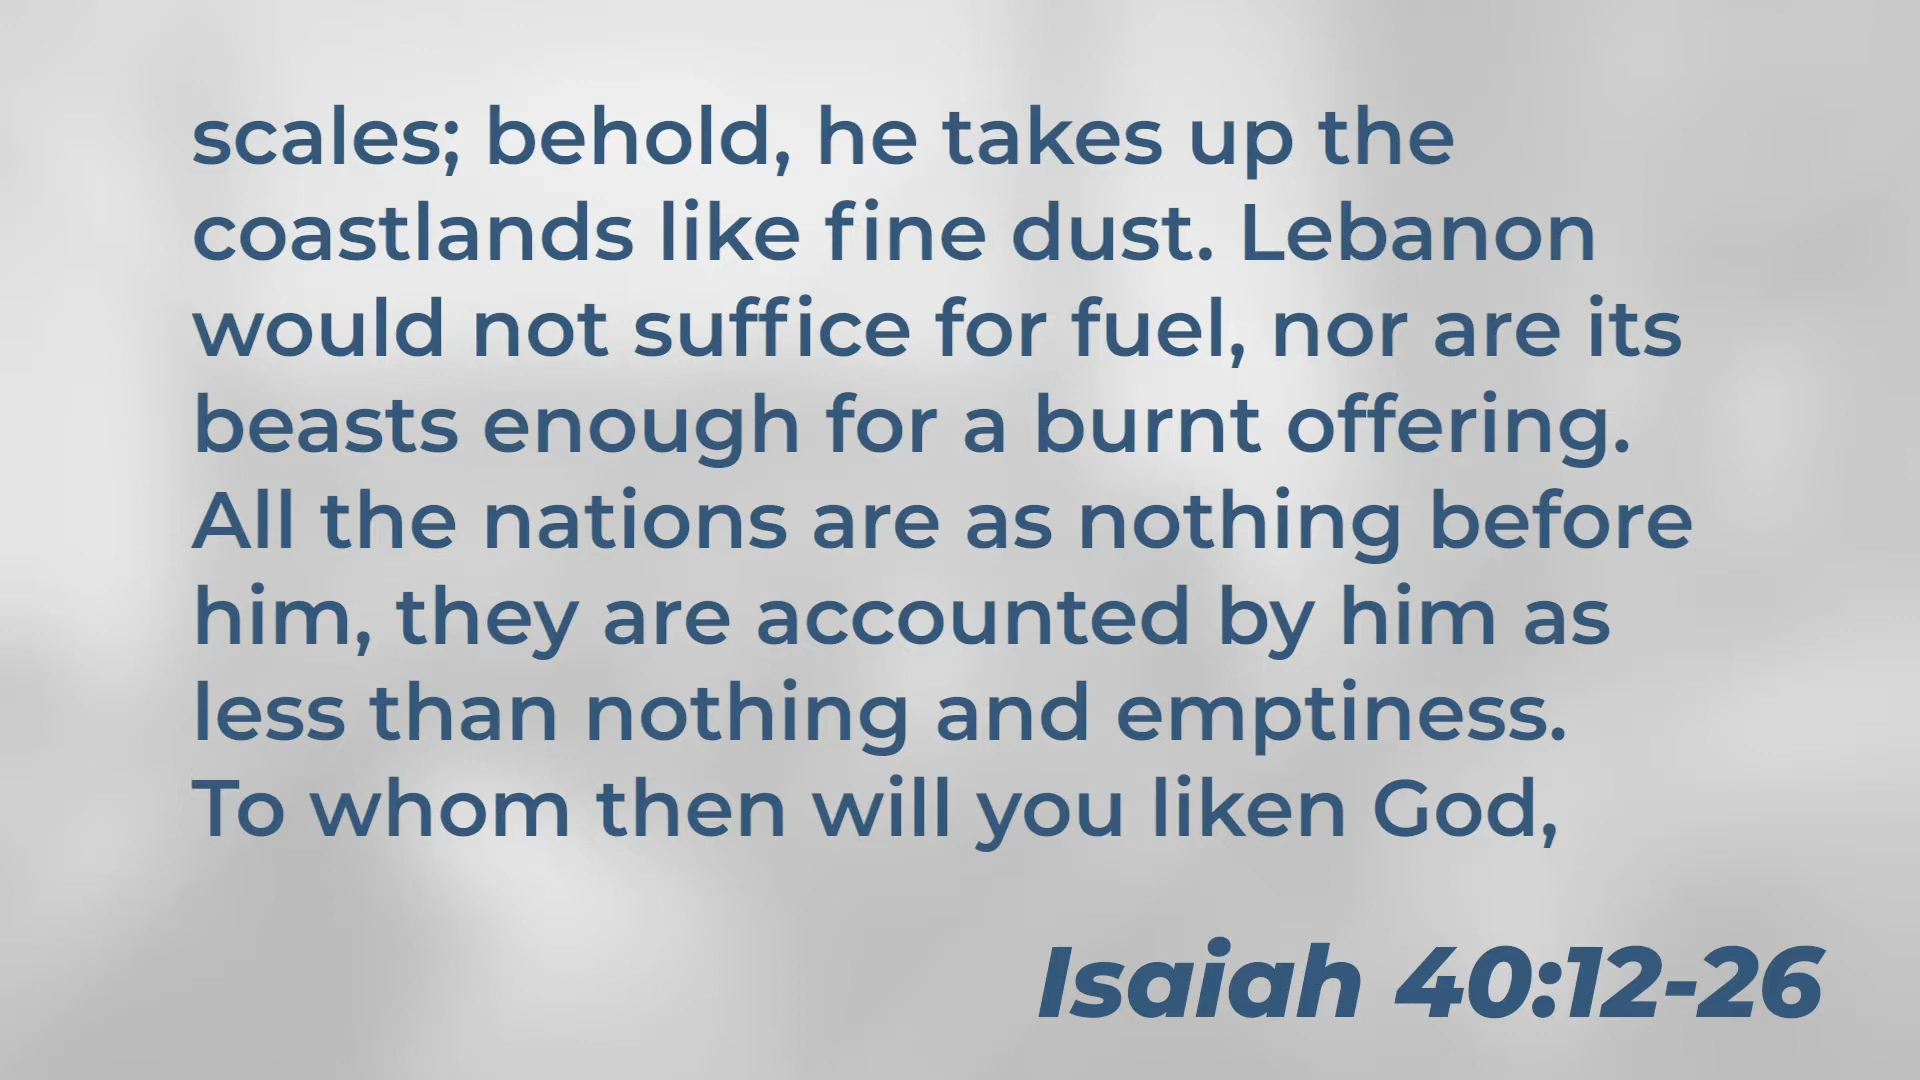 scales; behold, he takes up the
coastlands like fine dust. Lebanon
would not suffice for fuel, nor are its
beasts enough for a burnt offering.
All the nations are as nothing before
him, they are accounted by him as
less than nothing and emptiness.
To whom then will you liken God,
Isaiah 40:12-26